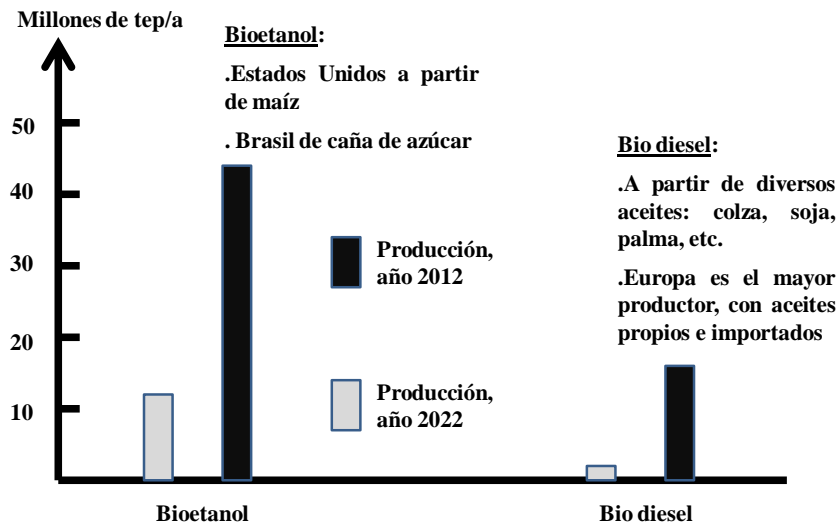 Millones de tep/a
50
40
30
20
10
Bioetanol:
.Estados Unidos a partir
de maíz
. Brasil de caña de azúcar
Producción,
año 2012
Producción,
año 2022
Bio diesel:
.A partir de diversos
aceites: colza, soja,
palma, etc.
.Europa es el mayor
productor, con aceites
propios e importados
Bioetanol
Bio diesel